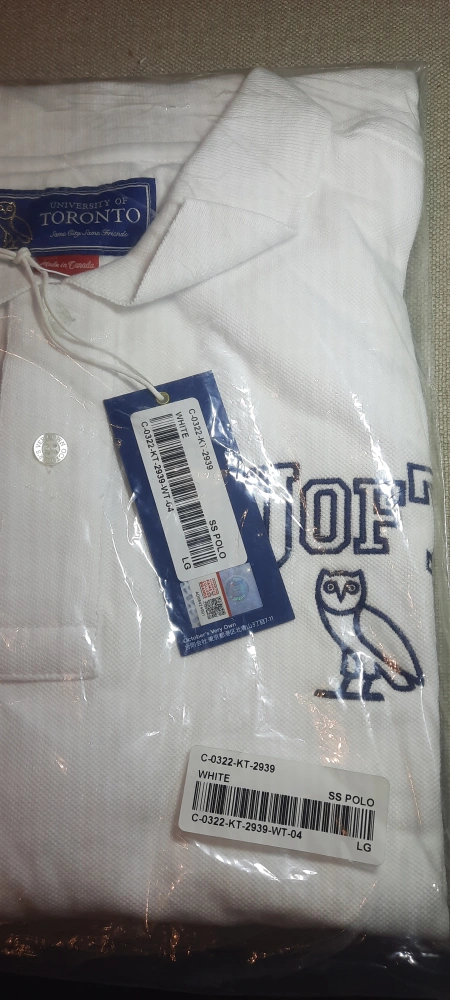 UNIVERSITY OF
TORONTO
Same City Same Friends
Made in Canada
C-0322-KT-2939
WHITE
SS POLO
C-0322-KT-2939-WT-04
LG
October's Very Own
UOFT
C-0322-KT-2939
WHITE
SS POLO
C-0322-KT-2939-WT-04
LG